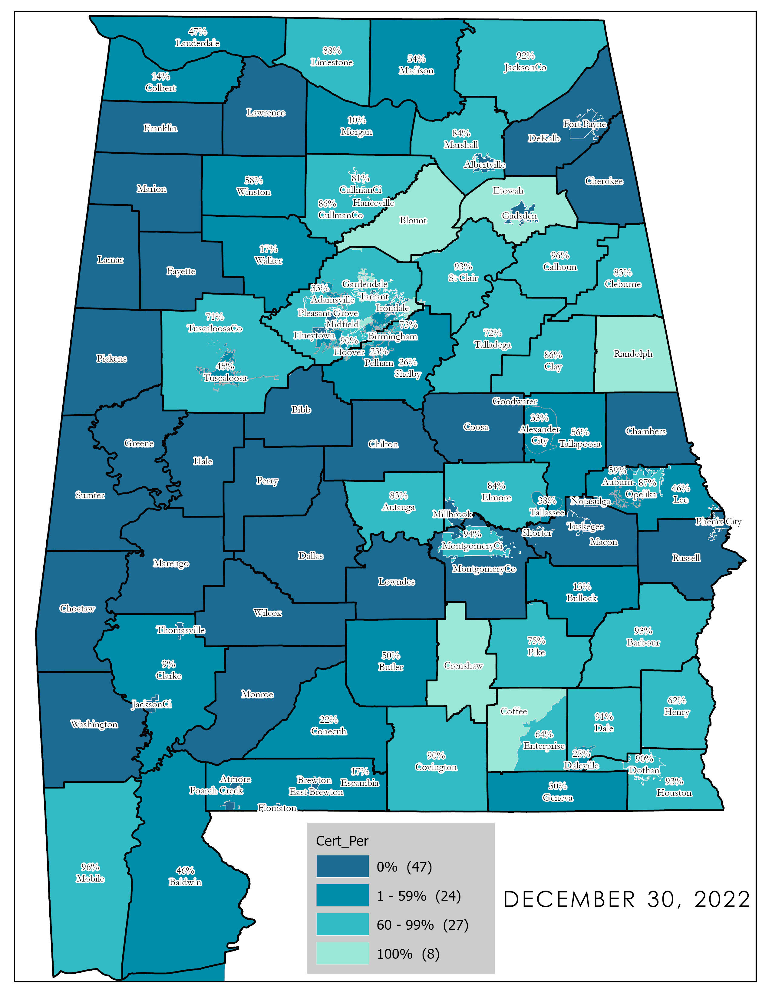 47%
Lauderdale
88%
Limestone
54%
Madison
92%
JacksonCo
14%
Colbert
Lawrence
Franklin
10%
Morgan
84%
Marshall
Albertville
Fort Payne
DeKalb
Marion
58%
Winston
81%
CullmanCi
Hanceville
86%
CullmanCo
Blount
Etowah
Gadsden
Cherokee
Lamar
Fayette
17%
Walker
93%
St Clair
96%
Calhoun
83%
Cleburne
Gardendale
33%
Adamsville
Tarrant
Irondale
Pleasant Grove
Midfield
73%
Birmingham
Hueytown
90%
Hoover
23%
Pelham
26%
Shelby
71%
TuscaloosaCo
45%
Tuscaloosa
72%
Talladega
86%
Clay
Randolph
Pickens
Bibb
Goodwater
Coosa
33%
Alexander
City
56%
Tallapoosa
Chambers
Greene
Hale
Chilton
Perry
Sumter
83%
Autauga
84%
Elmore
38%
Tallassee
59%
Auburn
87%
Opelika
46%
Lee
Notasulga
Millbrook
Phenix City
Shorter
Tuskegee
Macon
94%
MontgomeryCi
MontgomeryCo
Russell
Dallas
Marengo
Lowndes
13%
Bullock
Choctaw
Wilcox
Thomasville
93%
Barbour
75%
Pike
50%
Butler
Crenshaw
9%
Clarke
Monroe
JacksonCi
Washington
22%
Conecuh
Coffee
64%
Enterprise
91%
Dale
62%
Henry
25%
Daleville
90%
Dothan
93%
Houston
90%
Covington
17%
Escambia
Atmore
Poarch Creek
Brewton
East Brewton
Flomaton
30%
Geneva
96%
Mobile
46%
Baldwin
Cert_Per
0% (47)
1 - 59% (24)
60 - 99% (27)
100% (8)
DECEMBER 30, 2022